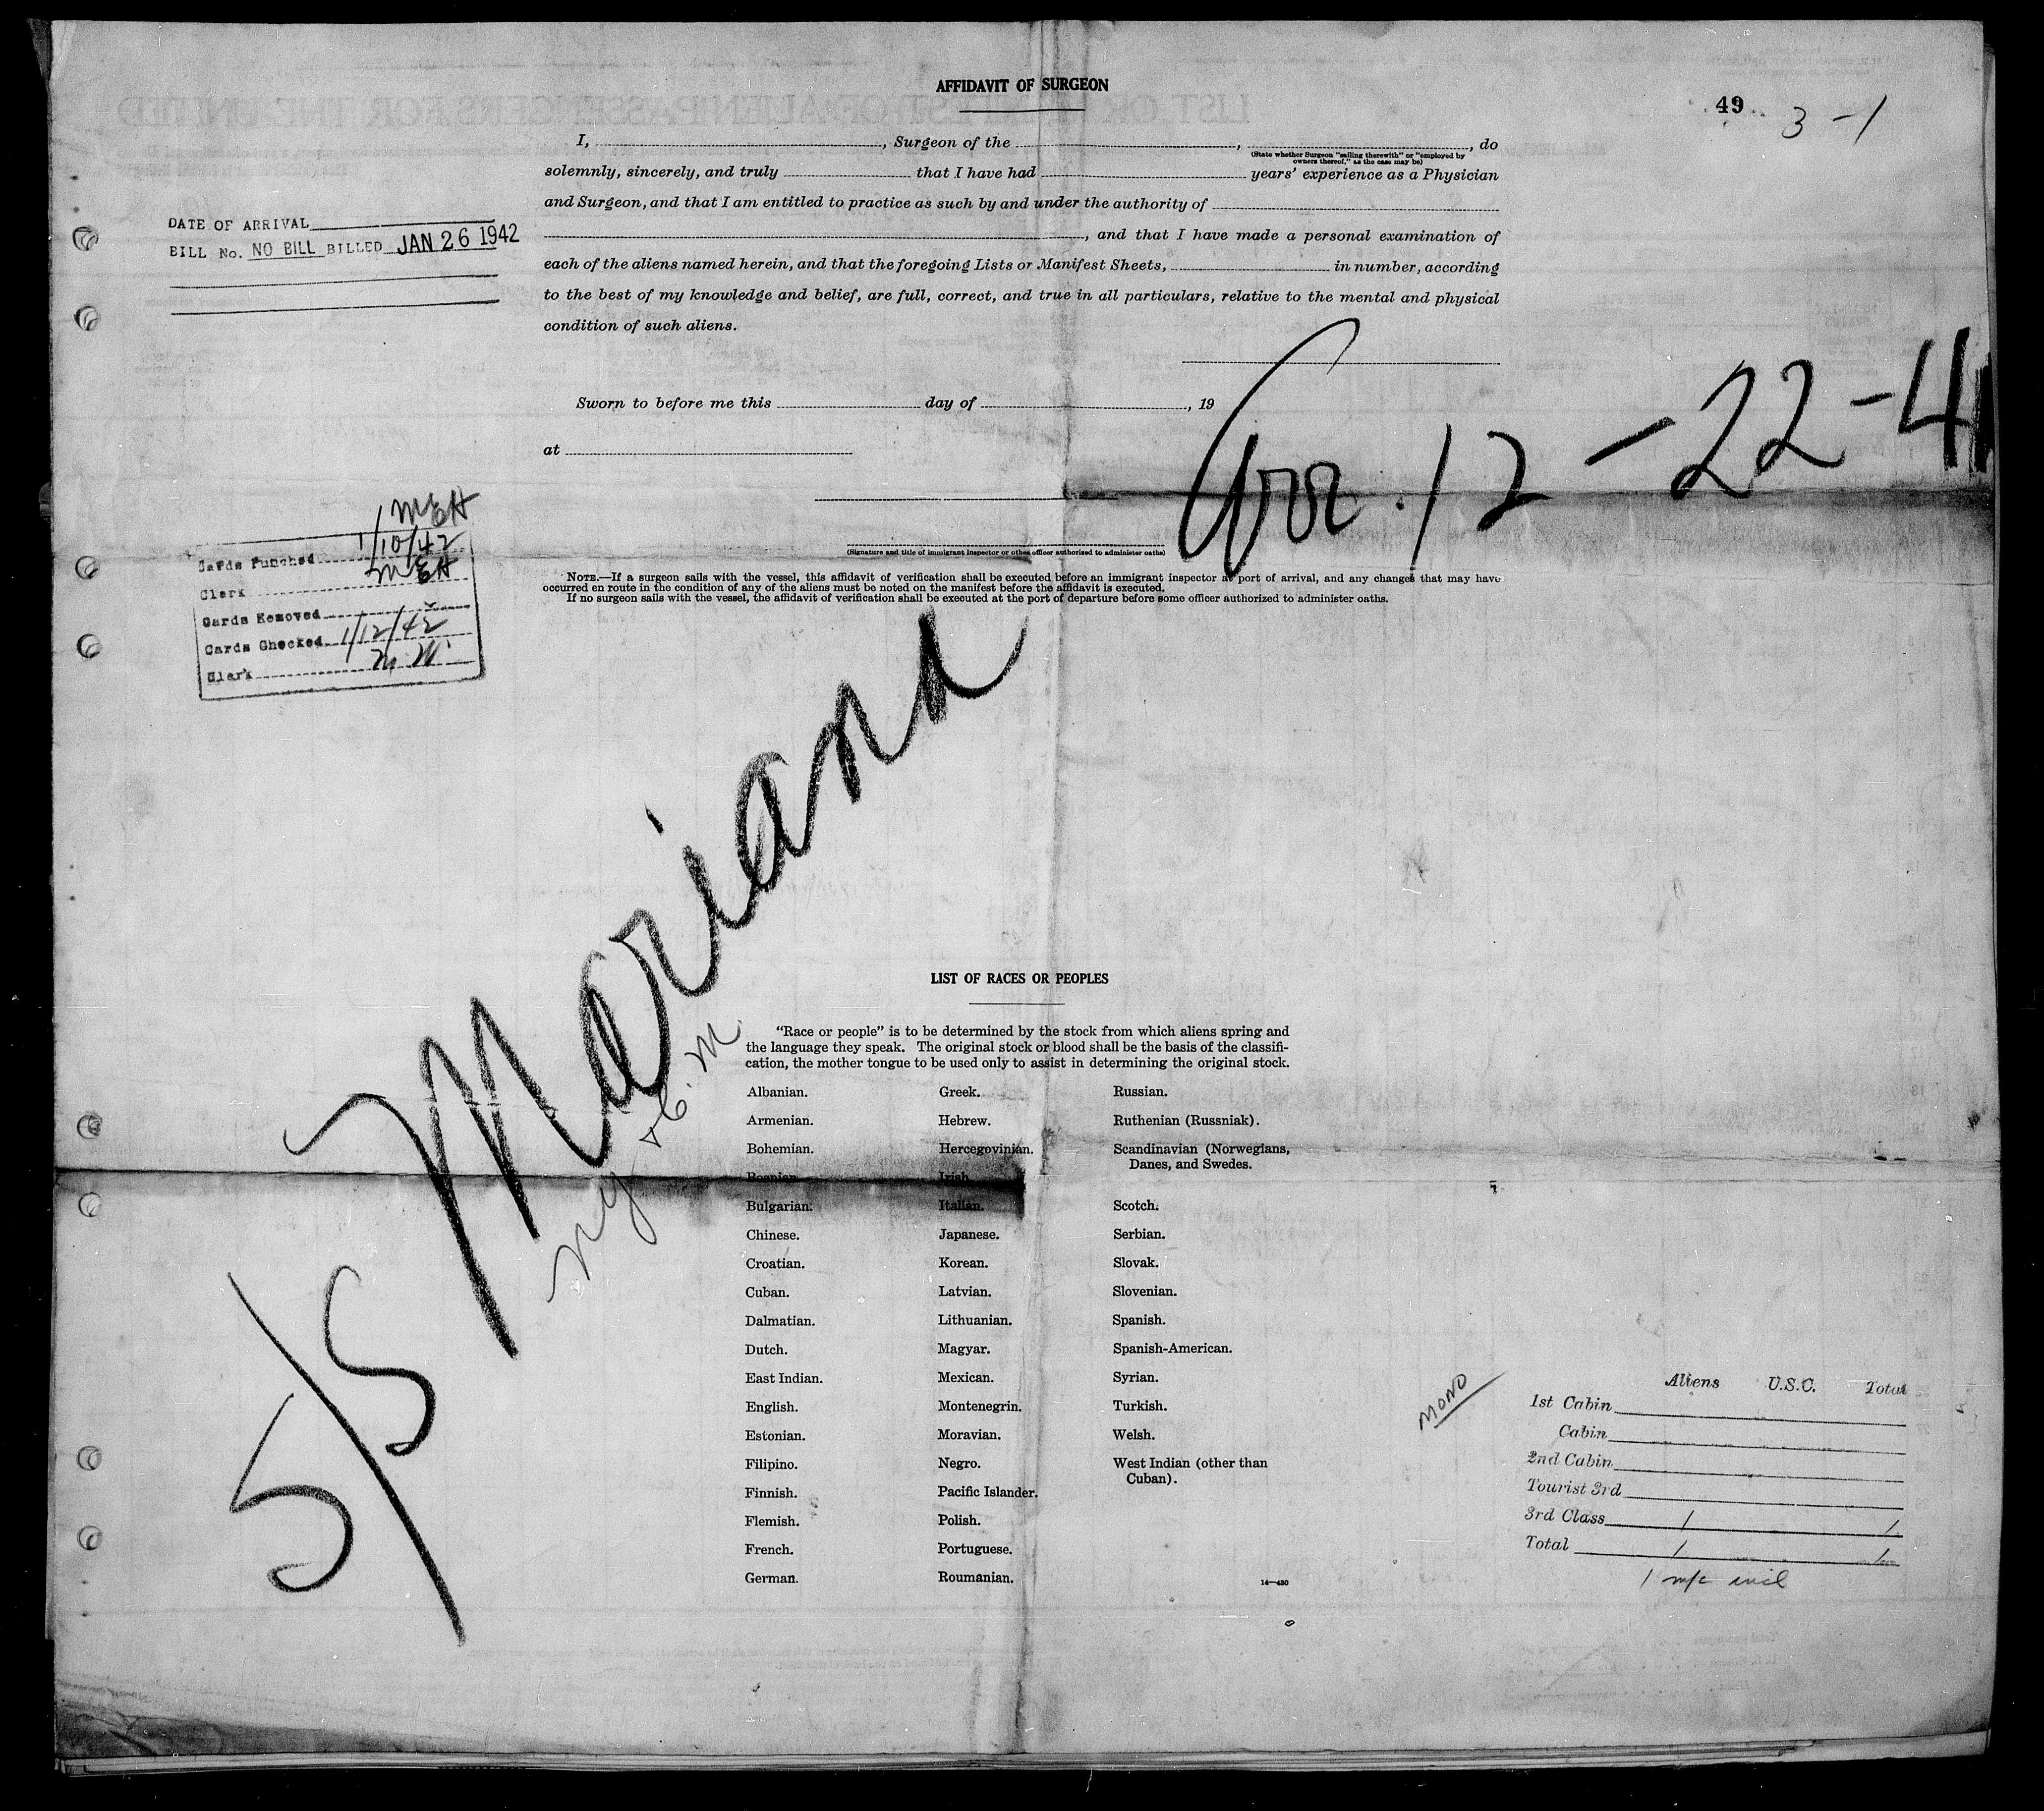 AFFIDAVIT OF SURGEON
49
3 - 1
I, , Surgeon of the , , do
(State whether Surgeon "sailing therewith" or "employed by owners thereof," as the case may be)
solemnly, sincerely, and truly that I have had years' experience as a Physician
and Surgeon, and that I am entitled to practice as such by and under the authority of
, and that I have made a personal examination of
each of the aliens named herein, and that the foregoing Lists or Manifest Sheets, in number, according
to the best of my knowledge and belief, are full, correct, and true in all particulars, relative to the mental and physical
condition of such aliens.
DATE OF ARRIVAL
BILL No. NO BILL BILLED JAN 26 1942
Sworn to before me this day of , 19
at
Arr. 12-22-41
(Signature and title of immigrant inspector or other officer authorized to administer oaths)
NOTE.—If a surgeon sails with the vessel, this affidavit of verification shall be executed before an immigrant inspector at port of arrival, and any changes that may have
occurred en route in the condition of any of the aliens must be noted on the manifest before the affidavit is executed.
If no surgeon sails with the vessel, the affidavit of verification shall be executed at the port of departure before some officer authorized to administer oaths.
MEH
Cards Punched 1/10/42
Clerk MEH
Cards Removed
Cards Checked 1/12/42
Clerk M.W.
S/S Mariana
LIST OF RACES OR PEOPLES
"Race or people" is to be determined by the stock from which aliens spring and
the language they speak. The original stock or blood shall be the basis of the classifi-
cation, the mother tongue to be used only to assist in determining the original stock.
Albanian.
Armenian.
Bohemian.
Bosnian.
Bulgarian.
Chinese.
Croatian.
Cuban.
Dalmatian.
Dutch.
East Indian.
English.
Estonian.
Filipino.
Finnish.
Flemish.
French.
German.
Greek.
Hebrew.
Hercegovinian.
Irish.
Italian.
Japanese.
Korean.
Latvian.
Lithuanian.
Magyar.
Mexican.
Montenegrin.
Moravian.
Negro.
Pacific Islander.
Polish.
Portuguese.
Roumanian.
Russian.
Ruthenian (Russniak).
Scandinavian (Norwegians,
Danes, and Swedes.
Scotch.
Serbian.
Slovak.
Slovenian.
Spanish.
Spanish-American.
Syrian.
Turkish.
Welsh.
West Indian (other than
Cuban).
14—430
MONO
Aliens U.S.C. Total
1st Cabin
Cabin
2nd Cabin
Tourist 3rd
3rd Class 1 1
Total 1 1
1